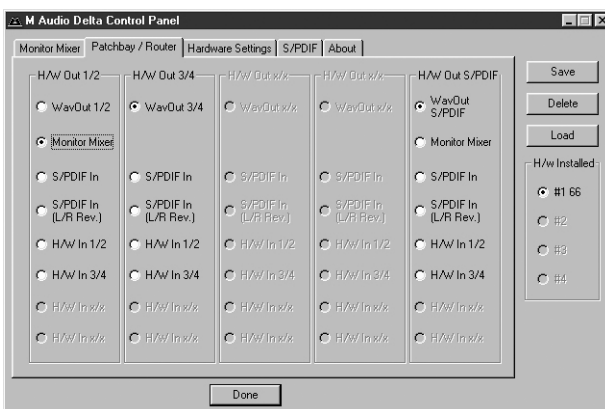 M Audio Delta Control Panel
Monitor Mixer Patchbay / Router Hardware Settings S/PDIF About
H/W Out 1/2
WavOut 1/2
Monitor Mixer
S/PDIF In
S/PDIF In
(L/R Rev.)
H/W In 1/2
H/W In 3/4
H/W In x/x
H/W In x/x
H/W Out 3/4
WavOut 3/4
S/PDIF In
S/PDIF In
(L/R Rev.)
H/W In 1/2
H/W In 3/4
H/W In x/x
H/W In x/x
H/W Out x/x
WavOut x/x
S/PDIF In
S/PDIF In
(L/R Rev.)
H/W In 1/2
H/W In 3/4
H/W In x/x
H/W In x/x
H/W Out x/x
WavOut x/x
S/PDIF In
S/PDIF In
(L/R Rev.)
H/W In 1/2
H/W In 3/4
H/W In x/x
H/W In x/x
H/W Out S/PDIF
WavOut
S/PDIF
Monitor Mixer
S/PDIF In
S/PDIF In
(L/R Rev.)
H/W In 1/2
H/W In 3/4
H/W In x/x
H/W In x/x
Save
Delete
Load
H/w Installed
#1 66
#2
#3
#4
Done